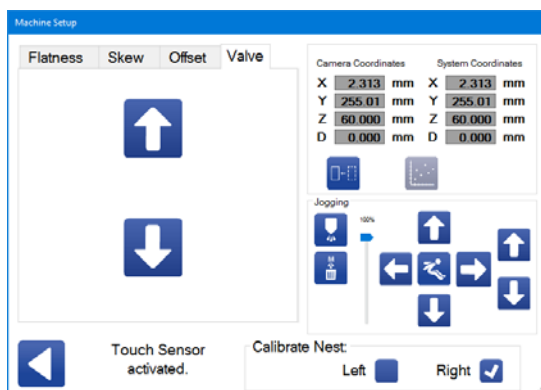 Machine Setup
Flatness Skew Offset Valve
Camera Coordinates System Coordinates
X 2.313 mm X 2.313 mm
Y 255.01 mm Y 255.01 mm
Z 60.000 mm Z 60.000 mm
D 0.000 mm D 0.000 mm
Jogging
100%
M
Touch Sensor
activated.
Calibrate Nest:
Left Right